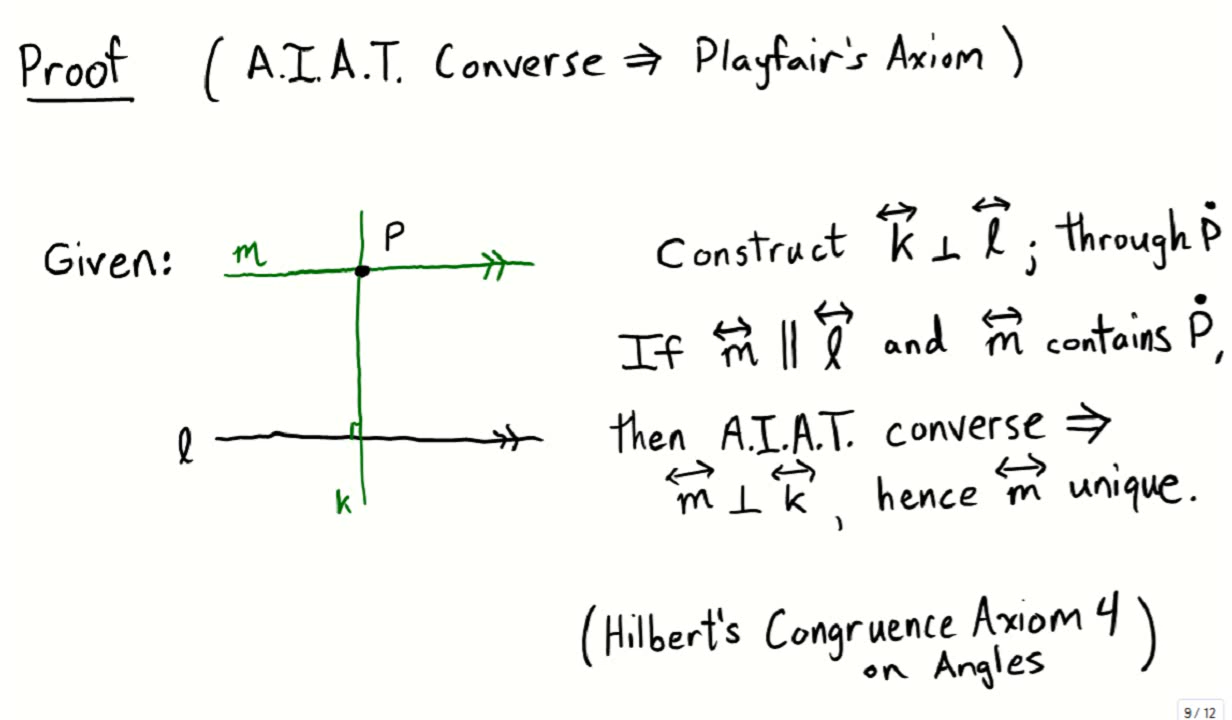 Proof ( A.I.A.T. Converse ⇒ Playfair's Axiom )
Given:
m
P
l
k
Construct k ⊥ l ; through P
If m || l and m contains P,
then A.I.A.T. converse ⇒
m ⊥ k , hence m unique.
(Hilbert's Congruence Axiom 4
on Angles)
9 / 12